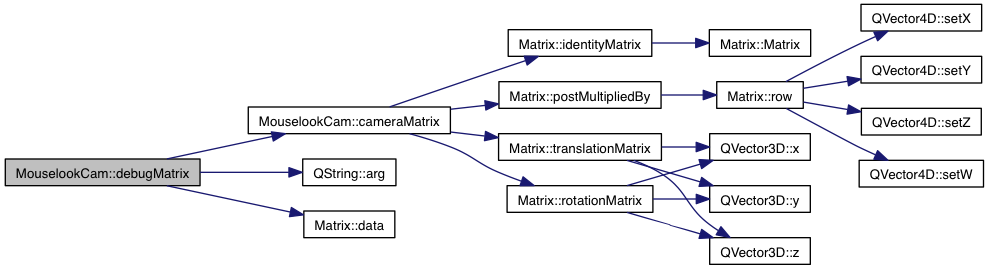 MouselookCam::debugMatrix
MouselookCam::cameraMatrix
QString::arg
Matrix::data
Matrix::identityMatrix
Matrix::postMultipliedBy
Matrix::translationMatrix
Matrix::rotationMatrix
Matrix::Matrix
Matrix::row
QVector3D::x
QVector3D::y
QVector3D::z
QVector4D::setX
QVector4D::setY
QVector4D::setZ
QVector4D::setW